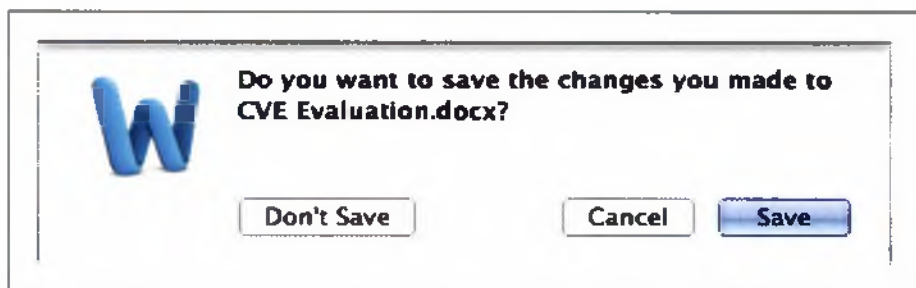 Do you want to save the changes you made to
CVE Evaluation.docx?
Don't Save Cancel Save